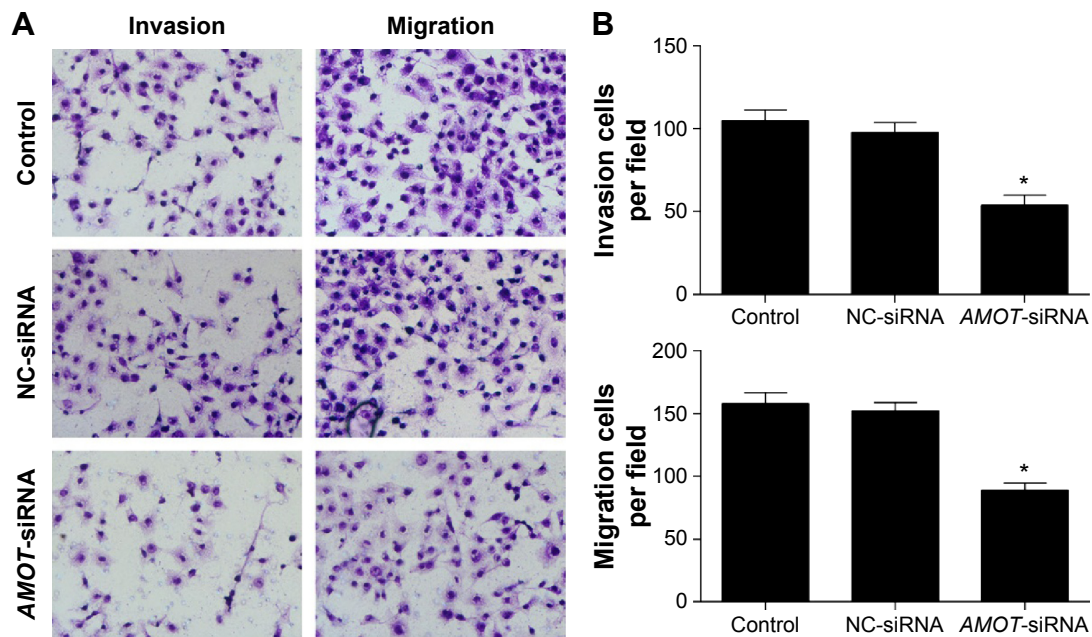 A
Invasion
Migration
Control
NC-siRNA
AMOT-siRNA
B
Invasion cells
per field
150
100
50
0
*
Control
NC-siRNA
AMOT-siRNA
Migration cells
per field
200
150
100
50
0
*
Control
NC-siRNA
AMOT-siRNA